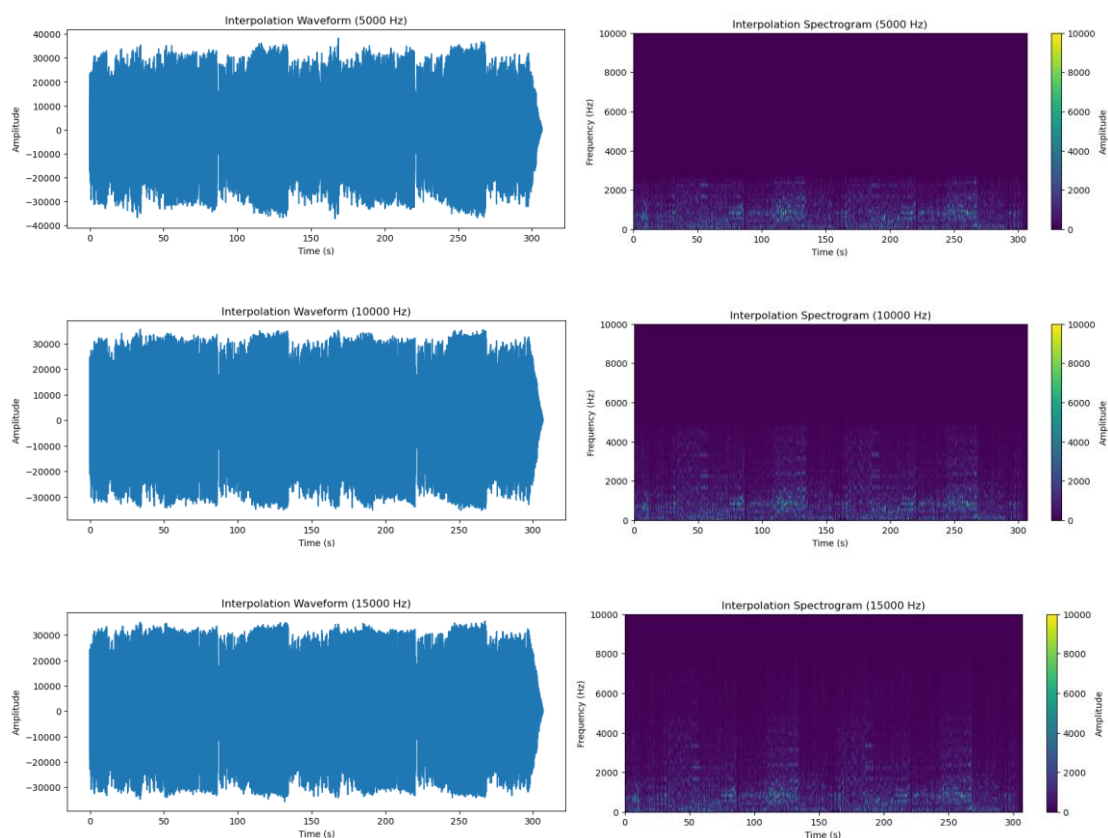 Interpolation Waveform (5000 Hz)
40000
30000
20000
10000
0
−10000
−20000
−30000
−40000
Amplitude
0 50 100 150 200 250 300
Time (s)
Interpolation Spectrogram (5000 Hz)
10000
8000
6000
4000
2000
0
Frequency (Hz)
0 50 100 150 200 250 300
Time (s)
10000
8000
6000
4000
2000
0
Amplitude
Interpolation Waveform (10000 Hz)
30000
20000
10000
0
−10000
−20000
−30000
Amplitude
0 50 100 150 200 250 300
Time (s)
Interpolation Spectrogram (10000 Hz)
10000
8000
6000
4000
2000
0
Frequency (Hz)
0 50 100 150 200 250 300
Time (s)
10000
8000
6000
4000
2000
0
Amplitude
Interpolation Waveform (15000 Hz)
30000
20000
10000
0
−10000
−20000
−30000
Amplitude
0 50 100 150 200 250 300
Time (s)
Interpolation Spectrogram (15000 Hz)
10000
8000
6000
4000
2000
0
Frequency (Hz)
0 50 100 150 200 250 300
Time (s)
10000
8000
6000
4000
2000
0
Amplitude